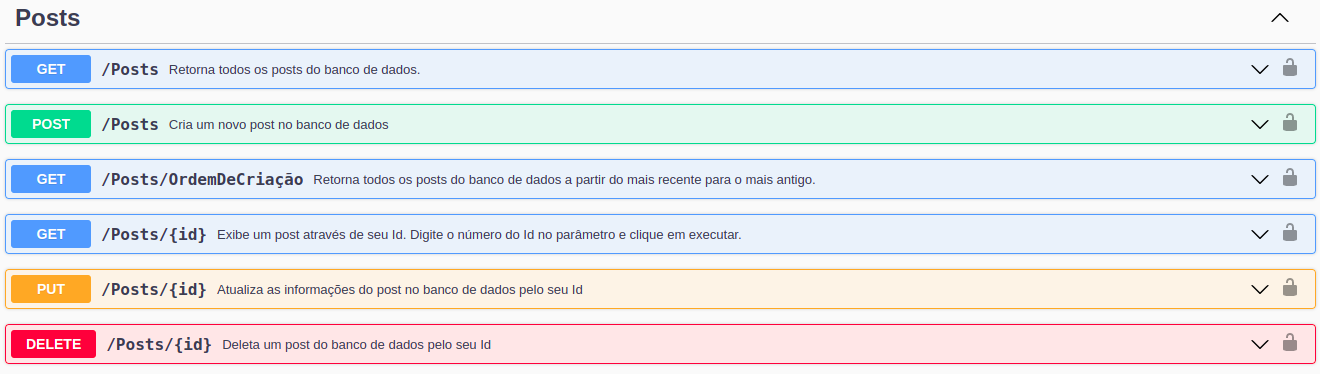 Posts
GET /Posts Retorna todos os posts do banco de dados.
POST /Posts Cria um novo post no banco de dados
GET /Posts/OrdemDeCriação Retorna todos os posts do banco de dados a partir do mais recente para o mais antigo.
GET /Posts/{id} Exibe um post através de seu Id. Digite o número do Id no parâmetro e clique em executar.
PUT /Posts/{id} Atualiza as informações do post no banco de dados pelo seu Id
DELETE /Posts/{id} Deleta um post do banco de dados pelo seu Id